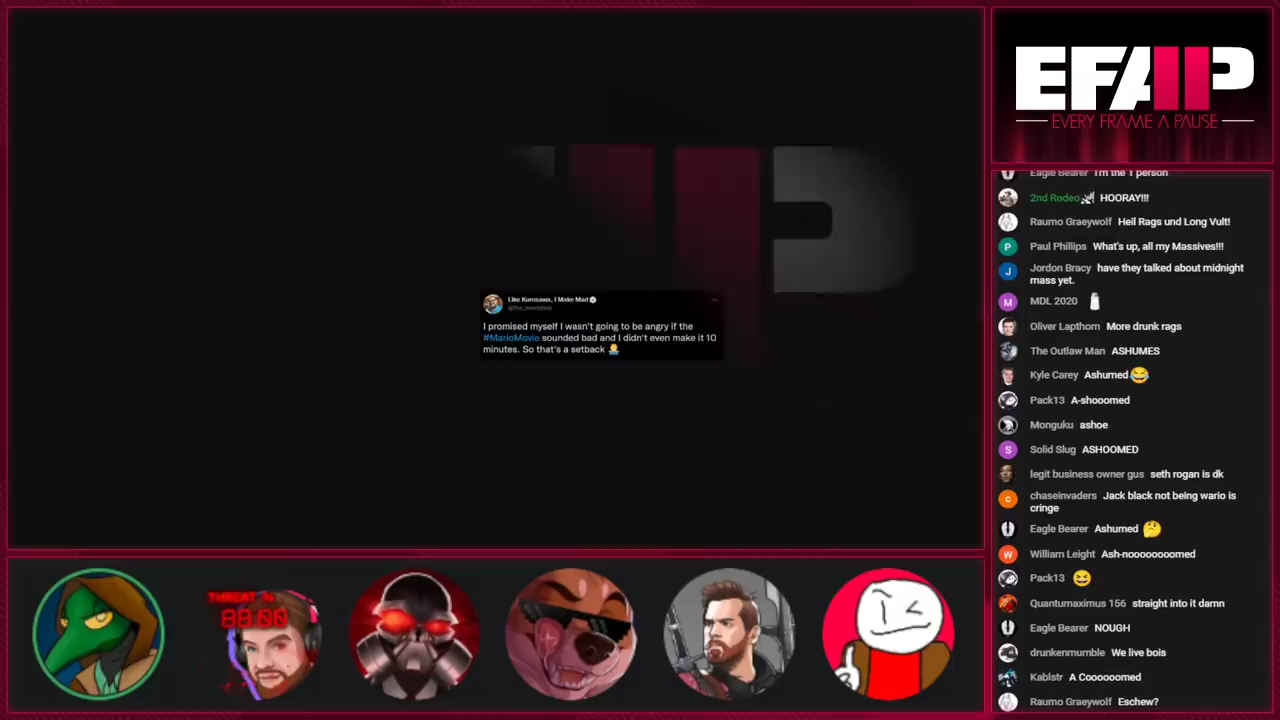 EFAP
EVERY FRAME A PAUSE
P
Like Kurosawa, I Make Mad
@the_moviebob
I promised myself I wasn't going to be angry if the
#MarioMovie sounded bad and I didn't even make it 10
minutes. So that's a setback
THREAT IN
88:00
Eagle Bearer I'm the 1 person
2nd Rodeo HOORAY!!!
Raumo Graeywolf Heil Rags und Long Vult!
Paul Phillips What's up, all my Massives!!!
Jordon Bracy have they talked about midnight
mass yet.
MDL 2020
Oliver Lapthorn More drunk rags
The Outlaw Man ASHUMES
Kyle Carey Ashumed
Pack13 A-shooomed
Monguku ashoe
Solid Slug ASHOOMED
legit business owner gus seth rogan is dk
chaseinvaders Jack black not being wario is
cringe
Eagle Bearer Ashumed
William Leight Ash-noooooooomed
Pack13
Quantumaximus 156 straight into it damn
Eagle Bearer NOUGH
drunkenmumble We live bois
Kablstr A Coooooomed
Raumo Graeywolf Eschew?